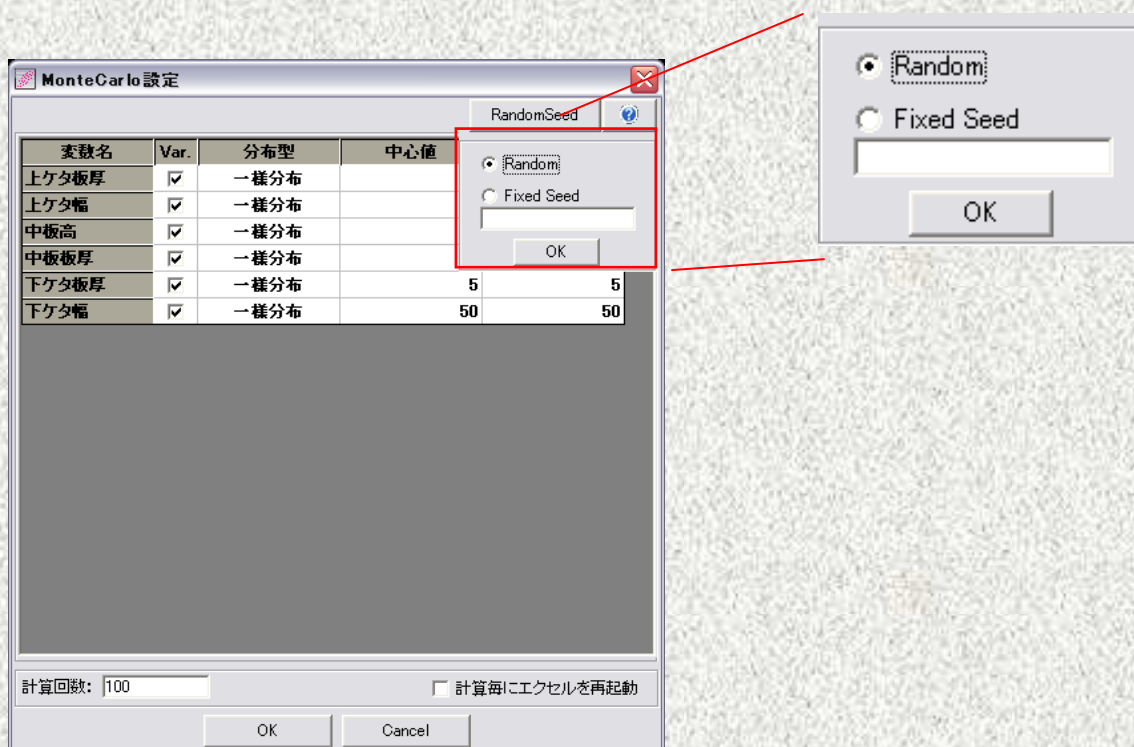 MonteCarlo設定
RandomSeed
変数名 Var. 分布型 中心値
上ケタ板厚 一様分布
上ケタ幅 一様分布
中板高 一様分布
中板板厚 一様分布
下ケタ板厚 一様分布 5 5
下ケタ幅 一様分布 50 50
Random
Fixed Seed
OK
計算回数: 100 計算毎にエクセルを再起動
OK Cancel
Random
Fixed Seed
OK